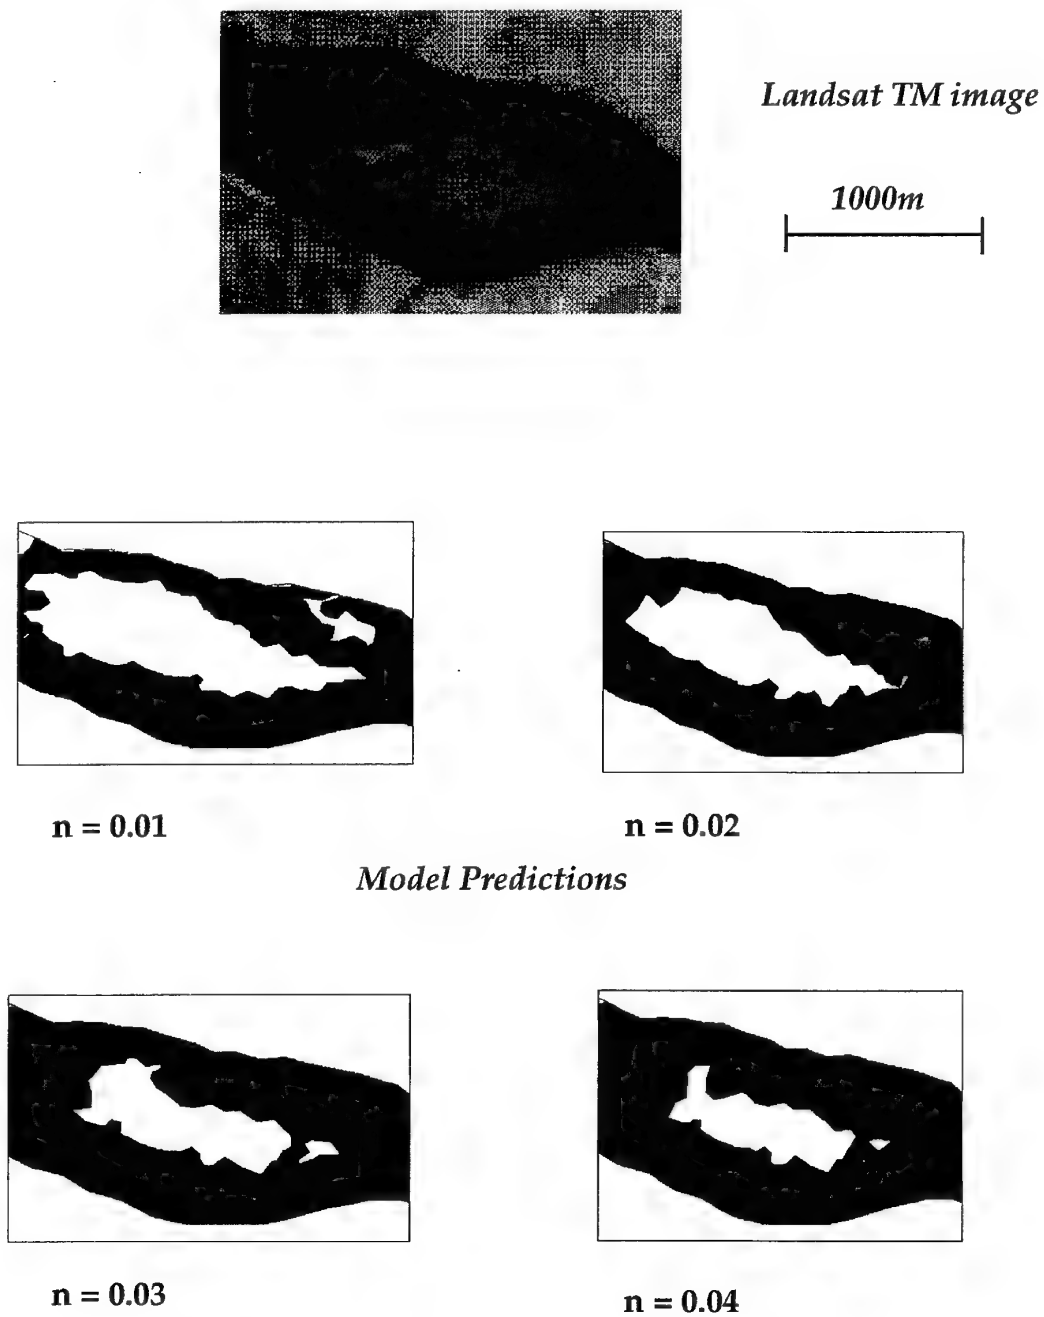 Landsat TM image
1000m
n = 0.01
n = 0.02
Model Predictions
n = 0.03
n = 0.04